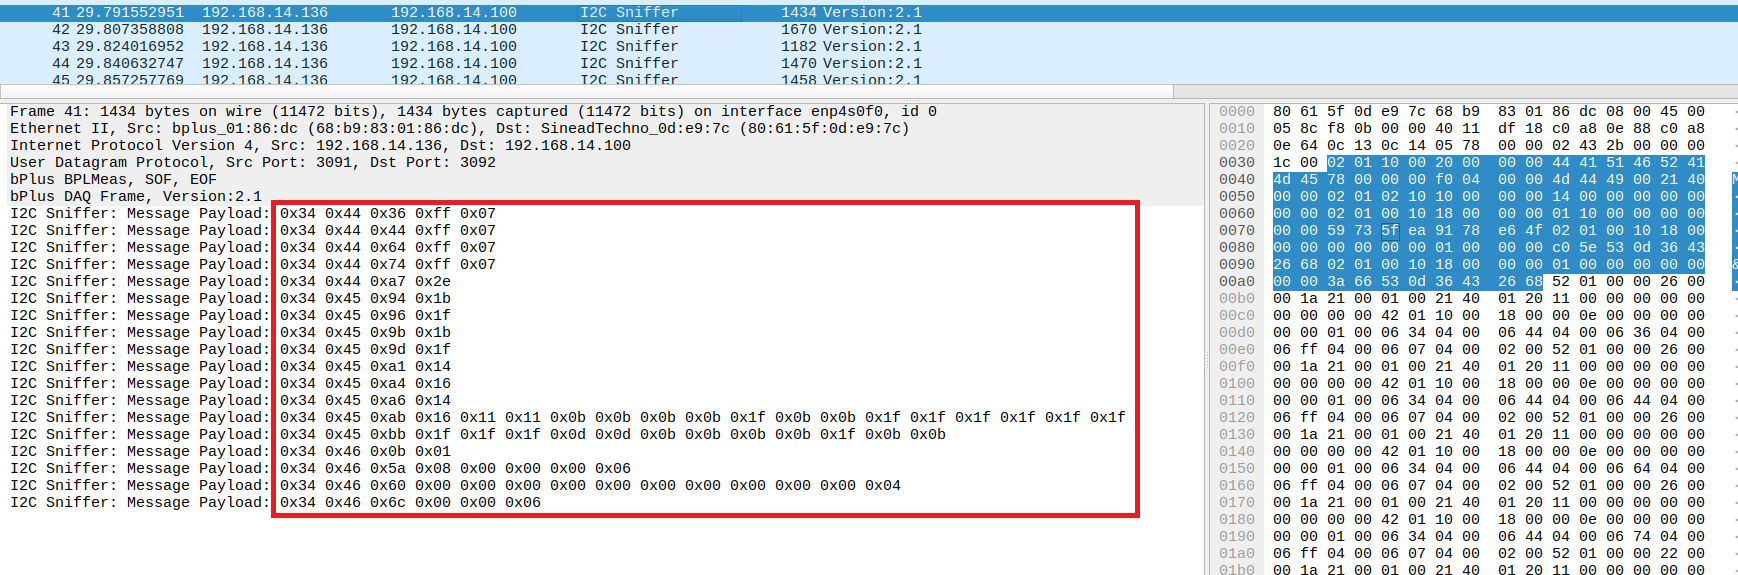 41 29.791552951 192.168.14.136 192.168.14.100 I2C Sniffer 1434 Version:2.1
42 29.807358808 192.168.14.136 192.168.14.100 I2C Sniffer 1670 Version:2.1
43 29.824016952 192.168.14.136 192.168.14.100 I2C Sniffer 1182 Version:2.1
44 29.840632747 192.168.14.136 192.168.14.100 I2C Sniffer 1470 Version:2.1
45 29.857257769 192.168.14.136 192.168.14.100 I2C Sniffer 1458 Version:2.1
Frame 41: 1434 bytes on wire (11472 bits), 1434 bytes captured (11472 bits) on interface enp4s0f0, id 0
Ethernet II, Src: bplus_01:86:dc (68:b9:83:01:86:dc), Dst: SineadTechno_0d:e9:7c (80:61:5f:0d:e9:7c)
Internet Protocol Version 4, Src: 192.168.14.136, Dst: 192.168.14.100
User Datagram Protocol, Src Port: 3091, Dst Port: 3092
bPlus BPLMeas, SOF, EOF
bPlus DAQ Frame, Version:2.1
I2C Sniffer: Message Payload: 0x34 0x44 0x36 0xff 0x07
I2C Sniffer: Message Payload: 0x34 0x44 0x44 0xff 0x07
I2C Sniffer: Message Payload: 0x34 0x44 0x64 0xff 0x07
I2C Sniffer: Message Payload: 0x34 0x44 0x74 0xff 0x07
I2C Sniffer: Message Payload: 0x34 0x44 0xa7 0x2e
I2C Sniffer: Message Payload: 0x34 0x45 0x94 0x1b
I2C Sniffer: Message Payload: 0x34 0x45 0x96 0x1f
I2C Sniffer: Message Payload: 0x34 0x45 0x9b 0x1b
I2C Sniffer: Message Payload: 0x34 0x45 0x9d 0x1f
I2C Sniffer: Message Payload: 0x34 0x45 0xa1 0x14
I2C Sniffer: Message Payload: 0x34 0x45 0xa4 0x16
I2C Sniffer: Message Payload: 0x34 0x45 0xa6 0x14
I2C Sniffer: Message Payload: 0x34 0x45 0xab 0x16 0x11 0x11 0x0b 0x0b 0x0b 0x0b 0x1f 0x0b 0x0b 0x1f 0x1f 0x1f 0x1f 0x1f 0x1f
I2C Sniffer: Message Payload: 0x34 0x45 0xbb 0x1f 0x1f 0x1f 0x0d 0x0d 0x0b 0x0b 0x0b 0x0b 0x1f 0x0b 0x0b
I2C Sniffer: Message Payload: 0x34 0x46 0x0b 0x01
I2C Sniffer: Message Payload: 0x34 0x46 0x5a 0x08 0x00 0x00 0x00 0x06
I2C Sniffer: Message Payload: 0x34 0x46 0x60 0x00 0x00 0x00 0x00 0x00 0x00 0x00 0x00 0x00 0x00 0x04
I2C Sniffer: Message Payload: 0x34 0x46 0x6c 0x00 0x00 0x06
0000 80 61 5f 0d e9 7c 68 b9 83 01 86 dc 08 00 45 00
0010 05 8c f8 0b 00 00 40 11 df 18 c0 a8 0e 88 c0 a8
0020 0e 64 0c 13 0c 14 05 78 00 00 02 43 2b 00 00 00
0030 1c 00 02 01 10 00 20 00 00 00 44 41 51 46 52 41
0040 4d 45 78 00 00 00 f0 04 00 00 4d 44 49 00 21 40 M
0050 00 00 02 01 02 10 10 00 00 00 14 00 00 00 00 00
0060 00 00 02 01 00 10 18 00 00 00 01 10 00 00 00 00
0070 00 00 59 73 5f ea 91 78 e6 4f 02 01 00 10 18 00
0080 00 00 00 00 00 00 01 00 00 00 c0 5e 53 0d 36 43
0090 26 68 02 01 00 10 18 00 00 00 01 00 00 00 00 00 &
00a0 00 00 3a 66 53 0d 36 43 26 68 52 01 00 00 26 00
00b0 00 1a 21 00 01 00 21 40 01 20 11 00 00 00 00 00
00c0 00 00 00 00 42 01 10 00 18 00 00 0e 00 00 00 00
00d0 00 00 01 00 06 34 04 00 06 44 04 00 06 36 04 00
00e0 06 ff 04 00 06 07 04 00 02 00 52 01 00 00 26 00
00f0 00 1a 21 00 01 00 21 40 01 20 11 00 00 00 00 00
0100 00 00 00 00 42 01 10 00 18 00 00 0e 00 00 00 00
0110 00 00 01 00 06 34 04 00 06 44 04 00 06 44 04 00
0120 06 ff 04 00 06 07 04 00 02 00 52 01 00 00 26 00
0130 00 1a 21 00 01 00 21 40 01 20 11 00 00 00 00 00
0140 00 00 00 00 42 01 10 00 18 00 00 0e 00 00 00 00
0150 00 00 01 00 06 34 04 00 06 44 04 00 06 64 04 00
0160 06 ff 04 00 06 07 04 00 02 00 52 01 00 00 26 00
0170 00 1a 21 00 01 00 21 40 01 20 11 00 00 00 00 00
0180 00 00 00 00 42 01 10 00 18 00 00 0e 00 00 00 00
0190 00 00 01 00 06 34 04 00 06 44 04 00 06 74 04 00
01a0 06 ff 04 00 06 07 04 00 02 00 52 01 00 00 22 00
01b0 00 1a 21 00 01 00 21 40 01 20 11 00 00 00 00 00